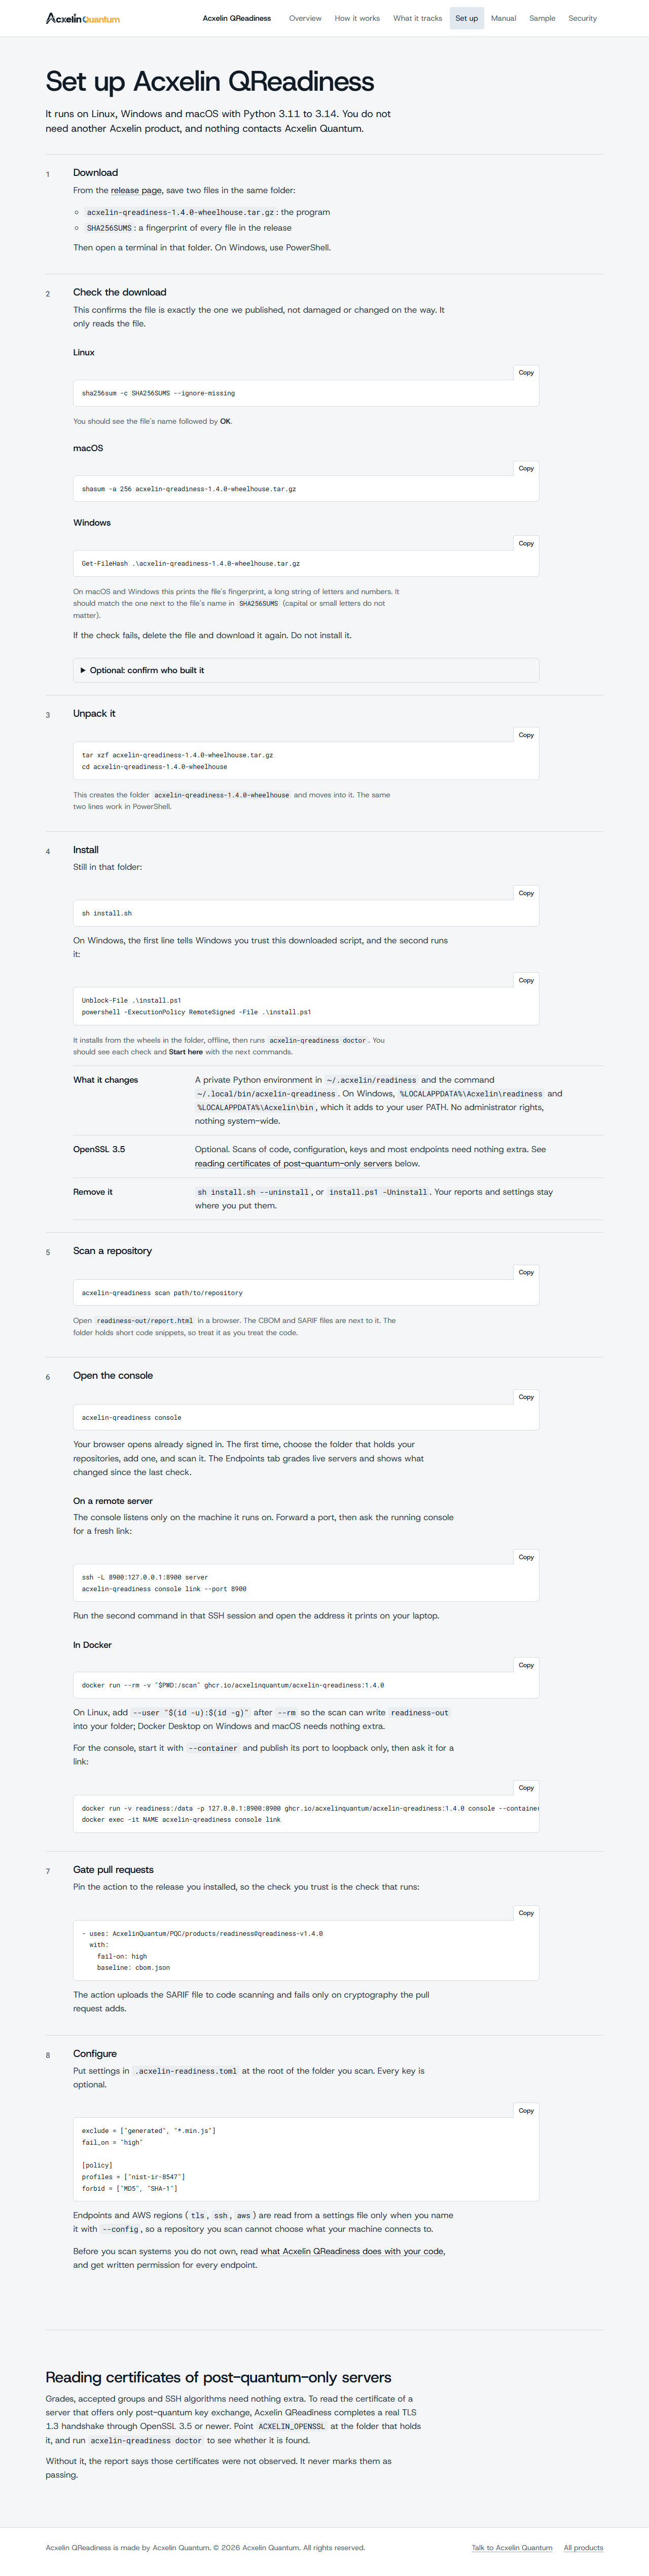 Acxelin Quantum
Acxelin QReadiness
Overview
How it works
What it tracks
Set up
Manual
Sample
Security
Set up Acxelin QReadiness
It runs on Linux, Windows and macOS with Python 3.11 to 3.14. You do not
need another Acxelin product, and nothing contacts Acxelin Quantum.
1
Download
From the release page, save two files in the same folder:
acxelin-qreadiness-1.4.0-wheelhouse.tar.gz: the program
SHA256SUMS: a fingerprint of every file in the release
Then open a terminal in that folder. On Windows, use PowerShell.
2
Check the download
This confirms the file is exactly the one we published, not damaged or changed on the way. It
only reads the file.
Linux
Copy
sha256sum -c SHA256SUMS --ignore-missing
You should see the file's name followed by OK.
macOS
Copy
shasum -a 256 acxelin-qreadiness-1.4.0-wheelhouse.tar.gz
Windows
Copy
Get-FileHash .\acxelin-qreadiness-1.4.0-wheelhouse.tar.gz
On macOS and Windows this prints the file's fingerprint, a long string of letters and numbers. It
should match the one next to the file's name in SHA256SUMS (capital or small letters do not
matter).
If the check fails, delete the file and download it again. Do not install it.
▶ Optional: confirm who built it
3
Unpack it
Copy
tar xzf acxelin-qreadiness-1.4.0-wheelhouse.tar.gz
cd acxelin-qreadiness-1.4.0-wheelhouse
This creates the folder acxelin-qreadiness-1.4.0-wheelhouse and moves into it. The same
two lines work in PowerShell.
4
Install
Still in that folder:
Copy
sh install.sh
On Windows, the first line tells Windows you trust this downloaded script, and the second runs
it:
Copy
Unblock-File .\install.ps1
powershell -ExecutionPolicy RemoteSigned -File .\install.ps1
It installs from the wheels in the folder, offline, then runs acxelin-qreadiness doctor. You
should see each check and Start here with the next commands.
What it changes
A private Python environment in ~/.acxelin/readiness and the command
~/.local/bin/acxelin-qreadiness. On Windows, %LOCALAPPDATA%\Acxelin\readiness and
%LOCALAPPDATA%\Acxelin\bin, which it adds to your user PATH. No administrator rights,
nothing system-wide.
OpenSSL 3.5
Optional. Scans of code, configuration, keys and most endpoints need nothing extra. See
reading certificates of post-quantum-only servers below.
Remove it
sh install.sh --uninstall, or install.ps1 -Uninstall. Your reports and settings stay
where you put them.
5
Scan a repository
Copy
acxelin-qreadiness scan path/to/repository
Open readiness-out/report.html in a browser. The CBOM and SARIF files are next to it. The
folder holds short code snippets, so treat it as you treat the code.
6
Open the console
Copy
acxelin-qreadiness console
Your browser opens already signed in. The first time, choose the folder that holds your
repositories, add one, and scan it. The Endpoints tab grades live servers and shows what
changed since the last check.
On a remote server
The console listens only on the machine it runs on. Forward a port, then ask the running console
for a fresh link:
Copy
ssh -L 8900:127.0.0.1:8900 server
acxelin-qreadiness console link --port 8900
Run the second command in that SSH session and open the address it prints on your laptop.
In Docker
Copy
docker run --rm -v "$PWD:/scan" ghcr.io/acxelinquantum/acxelin-qreadiness:1.4.0
On Linux, add --user "$(id -u):$(id -g)" after --rm so the scan can write readiness-out
into your folder; Docker Desktop on Windows and macOS needs nothing extra.
For the console, start it with --container and publish its port to loopback only, then ask it for a
link:
Copy
docker run -v readiness:/data -p 127.0.0.1:8900:8900 ghcr.io/acxelinquantum/acxelin-qreadiness:1.4.0 console --container
docker exec -it NAME acxelin-qreadiness console link
7
Gate pull requests
Pin the action to the release you installed, so the check you trust is the check that runs:
Copy
- uses: AcxelinQuantum/PQC/products/readiness@qreadiness-v1.4.0
with:
fail-on: high
baseline: cbom.json
The action uploads the SARIF file to code scanning and fails only on cryptography the pull
request adds.
8
Configure
Put settings in .acxelin-readiness.toml at the root of the folder you scan. Every key is
optional.
Copy
exclude = ["generated", "*.min.js"]
fail_on = "high"
[policy]
profiles = ["nist-ir-8547"]
forbid = ["MD5", "SHA-1"]
Endpoints and AWS regions (tls, ssh, aws) are read from a settings file only when you name
it with --config, so a repository you scan cannot choose what your machine connects to.
Before you scan systems you do not own, read what Acxelin QReadiness does with your code,
and get written permission for every endpoint.
Reading certificates of post-quantum-only servers
Grades, accepted groups and SSH algorithms need nothing extra. To read the certificate of a
server that offers only post-quantum key exchange, Acxelin QReadiness completes a real TLS
1.3 handshake through OpenSSL 3.5 or newer. Point ACXELIN_OPENSSL at the folder that holds
it, and run acxelin-qreadiness doctor to see whether it is found.
Without it, the report says those certificates were not observed. It never marks them as
passing.
Acxelin QReadiness is made by Acxelin Quantum. © 2026 Acxelin Quantum. All rights reserved.
Talk to Acxelin Quantum
All products